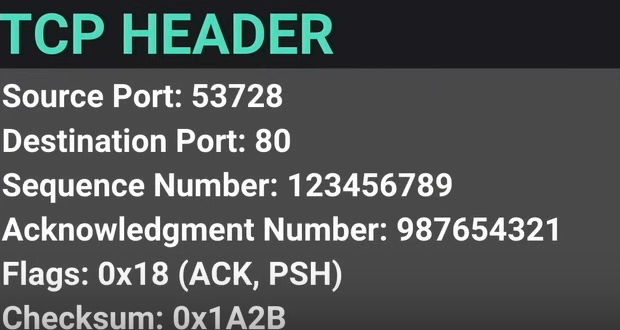 TCP HEADER
Source Port: 53728
Destination Port: 80
Sequence Number: 123456789
Acknowledgment Number: 987654321
Flags: 0x18 (ACK, PSH)
Checksum: 0x1A2B